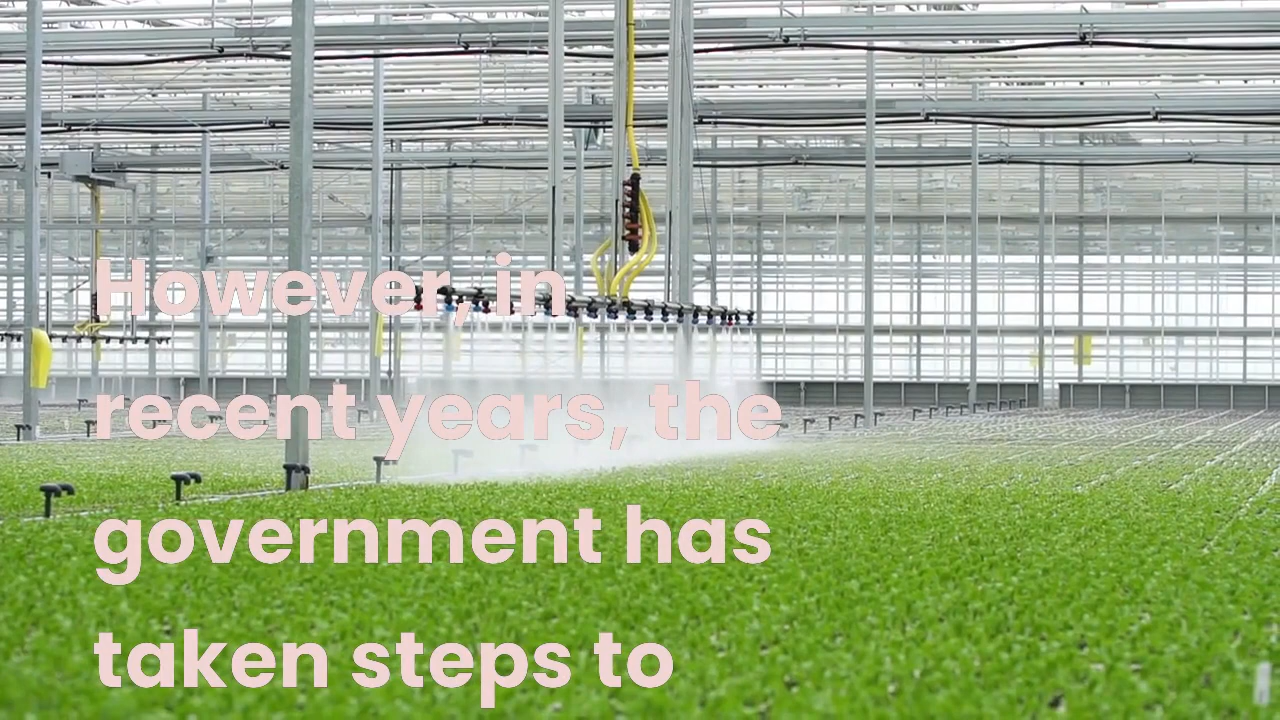 However, in
recent years, the
government has
taken steps to